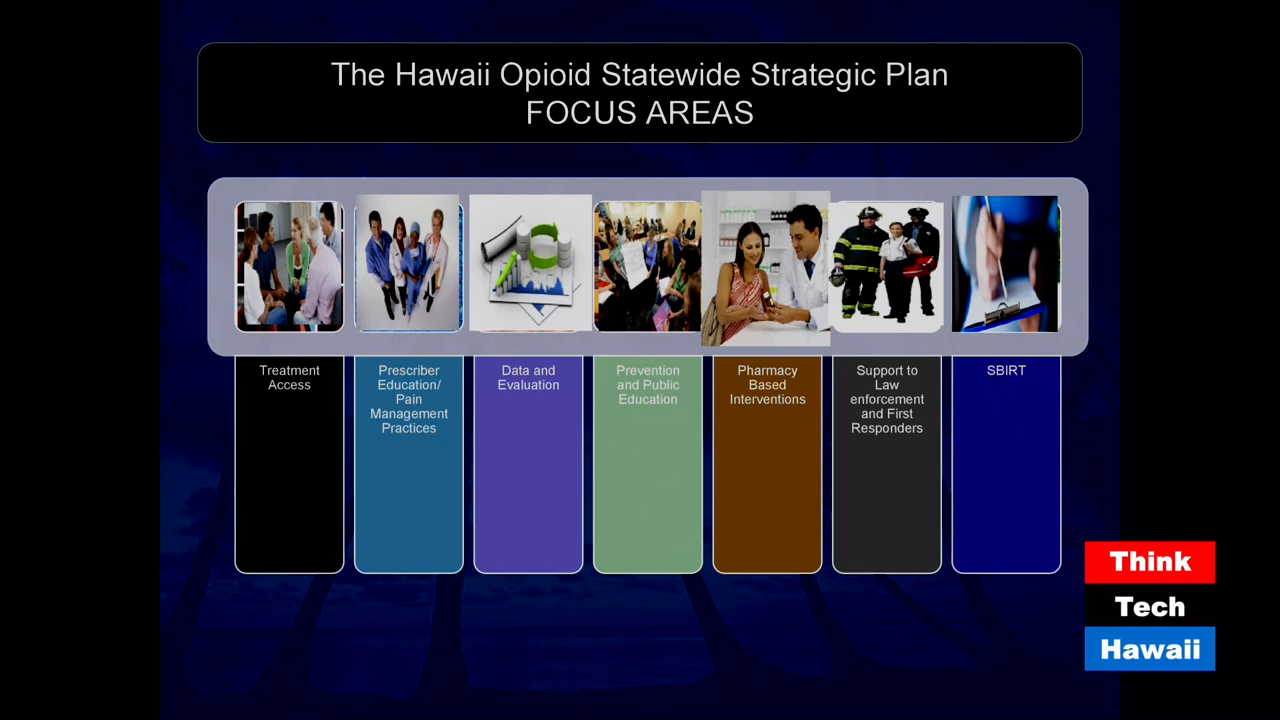 The Hawaii Opioid Statewide Strategic Plan
FOCUS AREAS
Treatment
Access
Prescriber
Education/
Pain
Management
Practices
Data and
Evaluation
Prevention
and Public
Education
Pharmacy
Based
Interventions
Support to
Law
enforcement
and First
Responders
SBIRT
Think
Tech
Hawaii